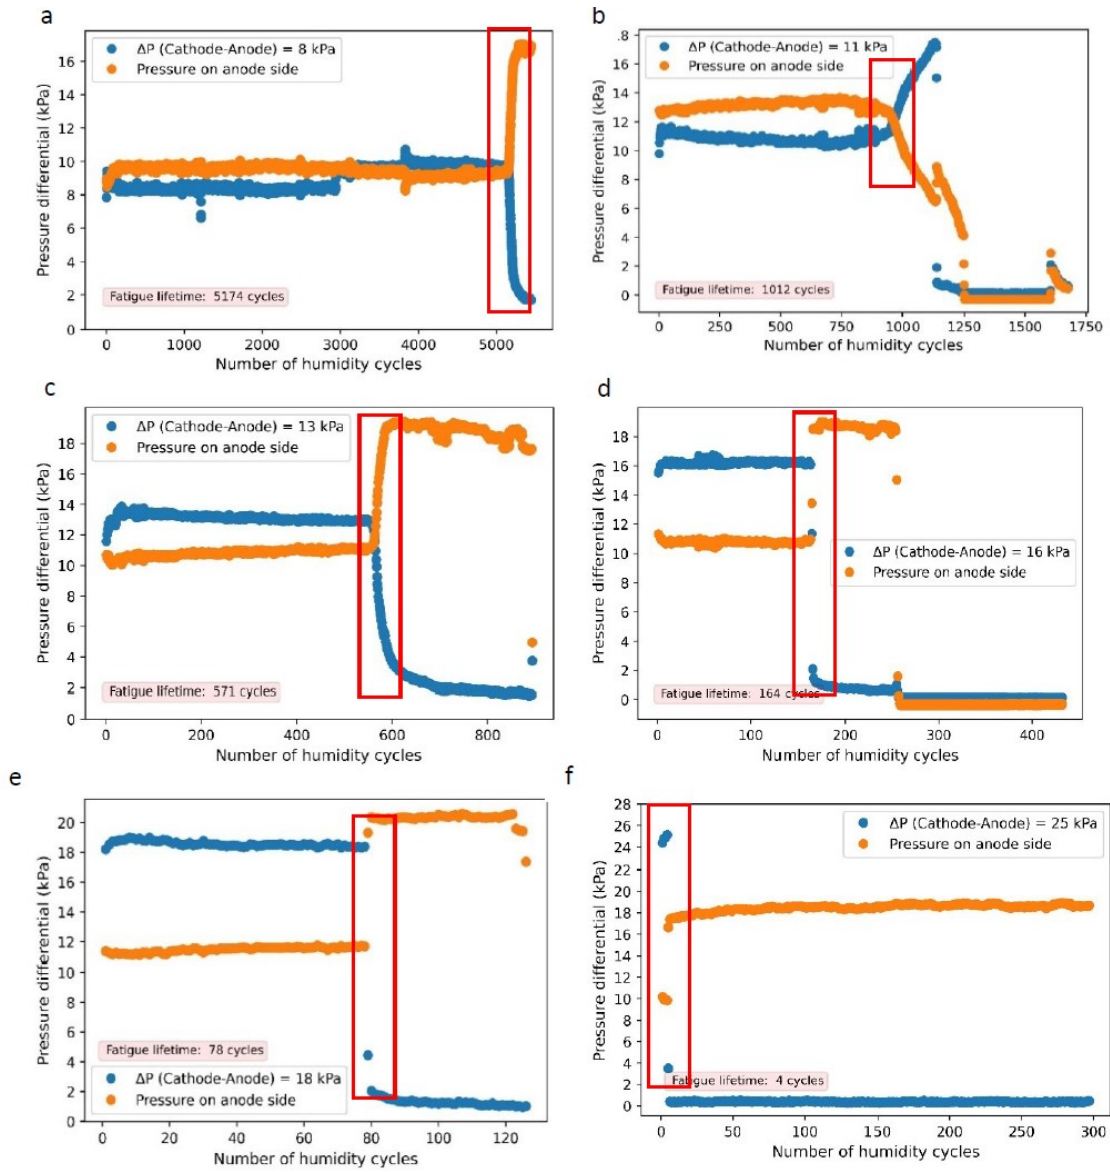 a
ΔP (Cathode-Anode) = 8 kPa
Pressure on anode side
Pressure differential (kPa)
16
14
12
10
8
6
4
2
0
Fatigue lifetime: 5174 cycles
0 1000 2000 3000 4000 5000
Number of humidity cycles
b
ΔP (Cathode-Anode) = 11 kPa
Pressure on anode side
Pressure differential (kPa)
.8
16
14
12
10
8
6
4
2
0
Fatigue lifetime: 1012 cycles
0 250 500 750 1000 1250 1500 1750
Number of humidity cycles
c
ΔP (Cathode-Anode) = 13 kPa
Pressure on anode side
Pressure differential (kPa)
18
16
14
12
10
8
6
4
2
0
Fatigue lifetime: 571 cycles
0 200 400 600 800
Number of humidity cycles
d
ΔP (Cathode-Anode) = 16 kPa
Pressure on anode side
Pressure differential (kPa)
18
16
14
12
10
8
6
4
2
0
Fatigue lifetime: 164 cycles
0 100 200 300 400
Number of humidity cycles
e
Pressure differential (kPa)
20
18
16
14
12
10
8
6
4
2
0
Fatigue lifetime: 78 cycles
ΔP (Cathode-Anode) = 18 kPa
Pressure on anode side
0 20 40 60 80 100 120
Number of humidity cycles
f
ΔP (Cathode-Anode) = 25 kPa
Pressure on anode side
Pressure differential (kPa)
28
26
24
22
20
18
16
14
12
10
8
6
4
2
0
Fatigue lifetime: 4 cycles
0 50 100 150 200 250 300
Number of humidity cycles